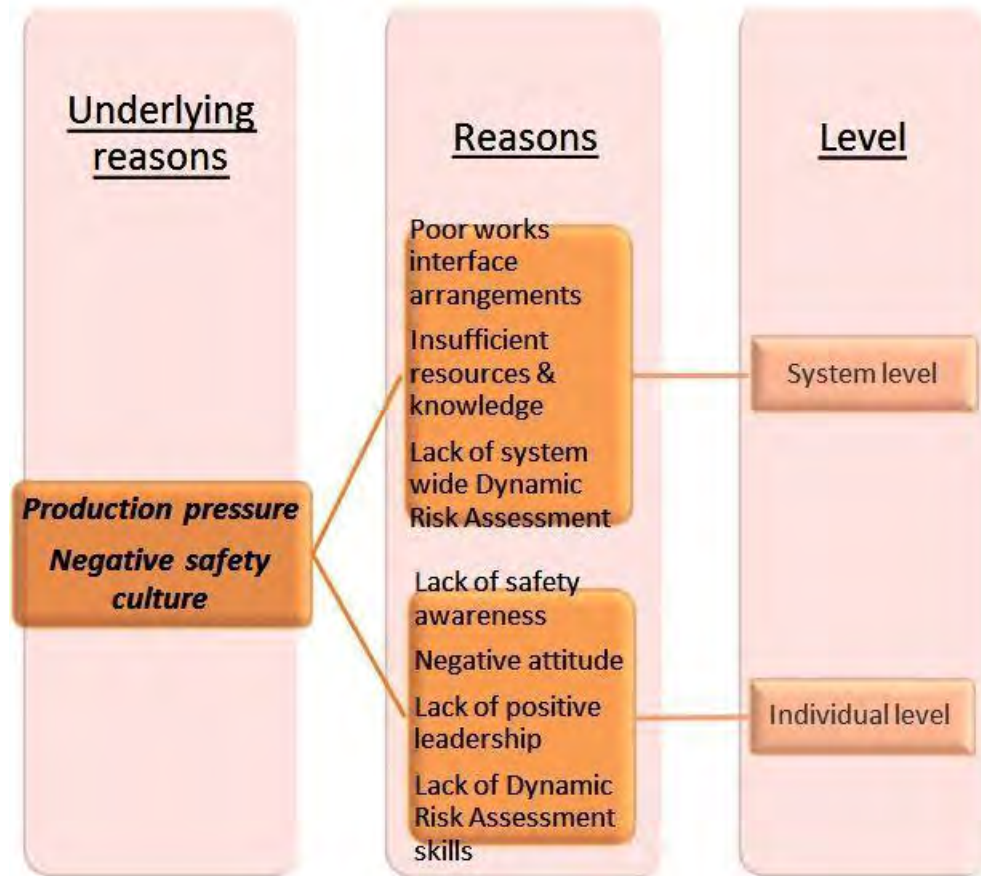 Underlying
reasons
Reasons
Level
Production pressure
Negative safety
culture
Poor works
interface
arrangements
Insufficient
resources &
knowledge
Lack of system
wide Dynamic
Risk Assessment
Lack of safety
awareness
Negative attitude
Lack of positive
leadership
Lack of Dynamic
Risk Assessment
skills
System level
Individual level